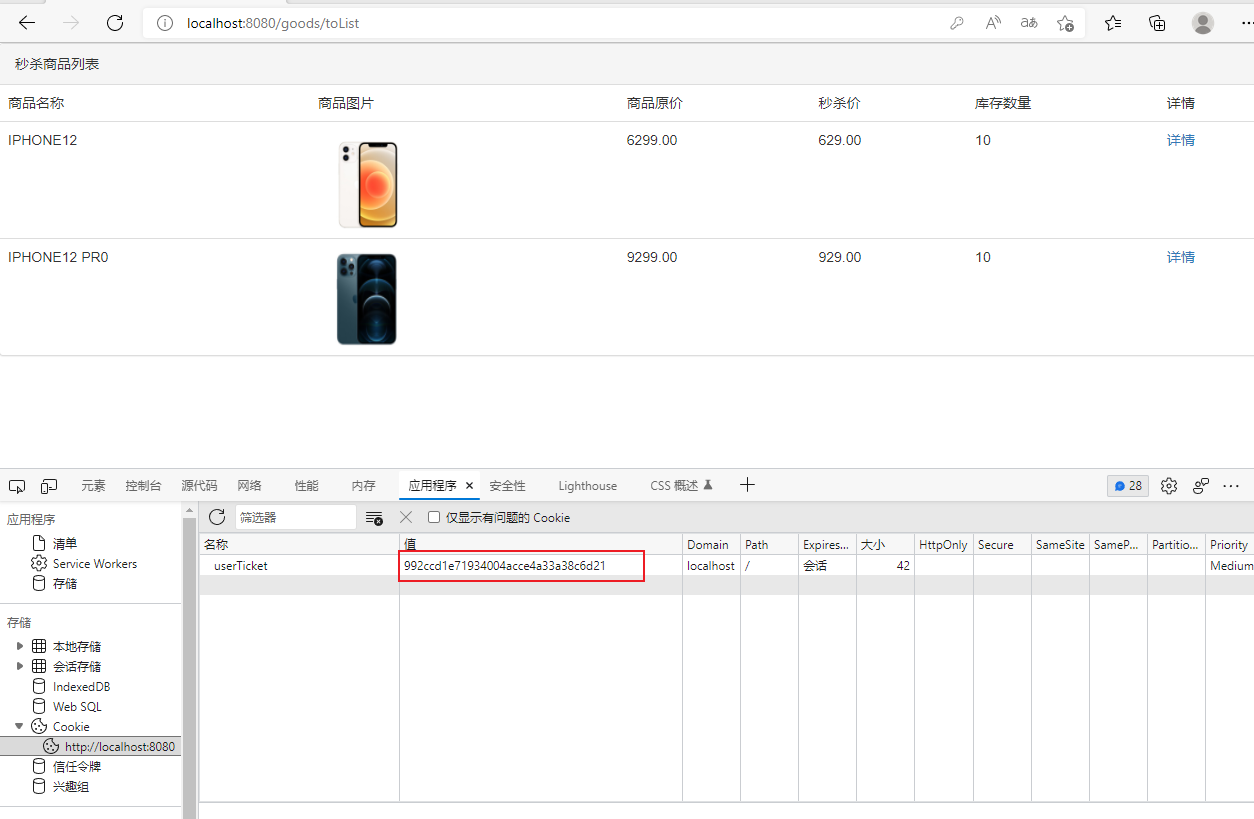 localhost:8080/goods/toList
秒杀商品列表
商品名称 商品图片 商品原价 秒杀价 库存数量 详情
IPHONE12 6299.00 629.00 10 详情
IPHONE12 PR0 9299.00 929.00 10 详情
元素 控制台 源代码 网络 性能 内存 应用程序 安全性 Lighthouse CSS 概述 28
应用程序
清单
Service Workers
存储
存储
本地存储
会话存储
IndexedDB
Web SQL
Cookie
http://localhost:8080
信任令牌
兴趣组
筛选器 仅显示有问题的 Cookie
名称 值 Domain Path Expires... 大小 HttpOnly Secure SameSite SameP... Partitio... Priority
userTicket 992ccd1e71934004acce4a33a38c6d21 localhost / 会话 42 Medium